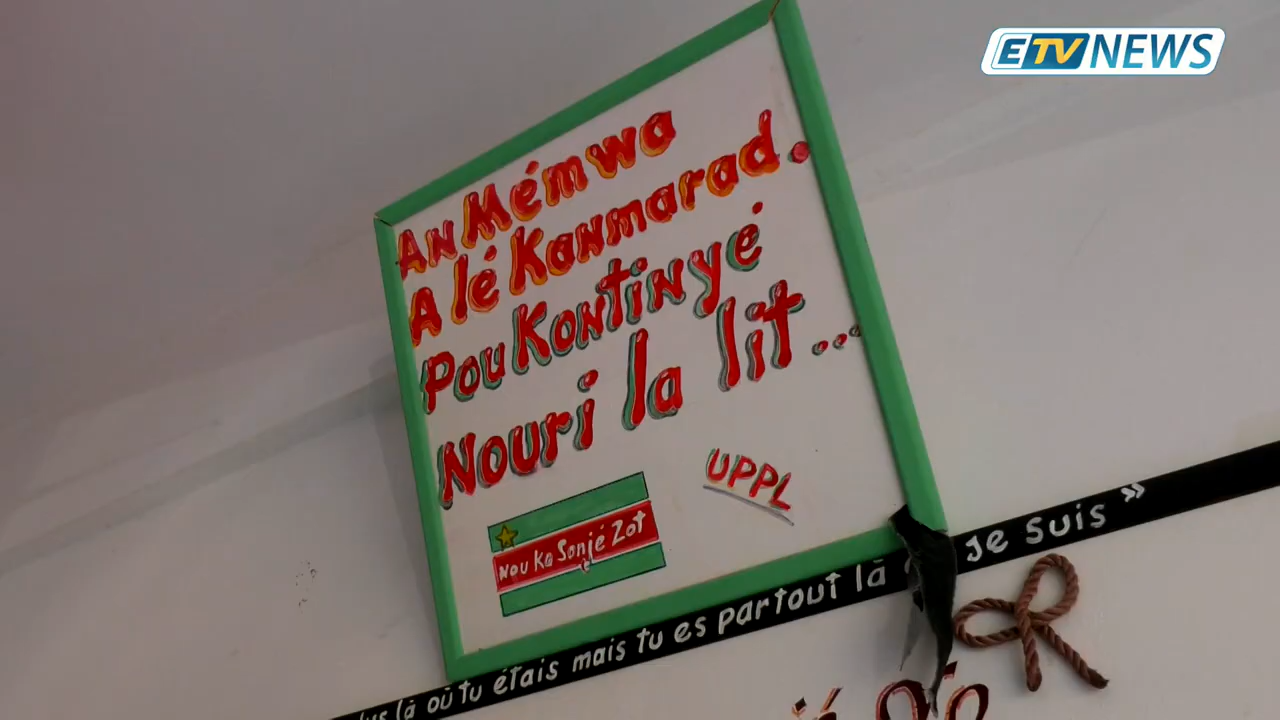 ETV NEWS
An Mémwa
A lé Kanmarad.
Pou Kontinyé
Nouri la lit...
UPPL
Nou Ka Sonjé Zot
là où tu étais mais tu es partout là où je suis »